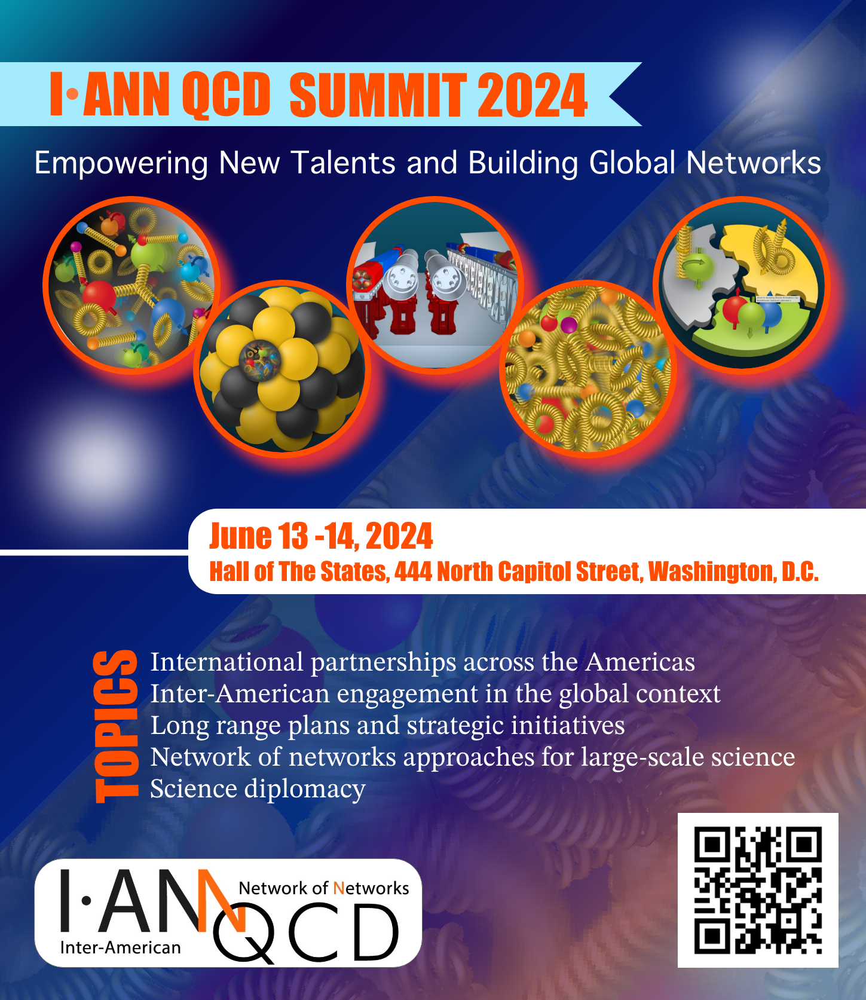 I·ANN QCD SUMMIT 2024
Empowering New Talents and Building Global Networks
June 13 -14, 2024
Hall of The States, 444 North Capitol Street, Washington, D.C.
TOPICS
International partnerships across the Americas
Inter-American engagement in the global context
Long range plans and strategic initiatives
Network of networks approaches for large-scale science
Science diplomacy
I·ANN
Network of Networks
QCD
Inter-American